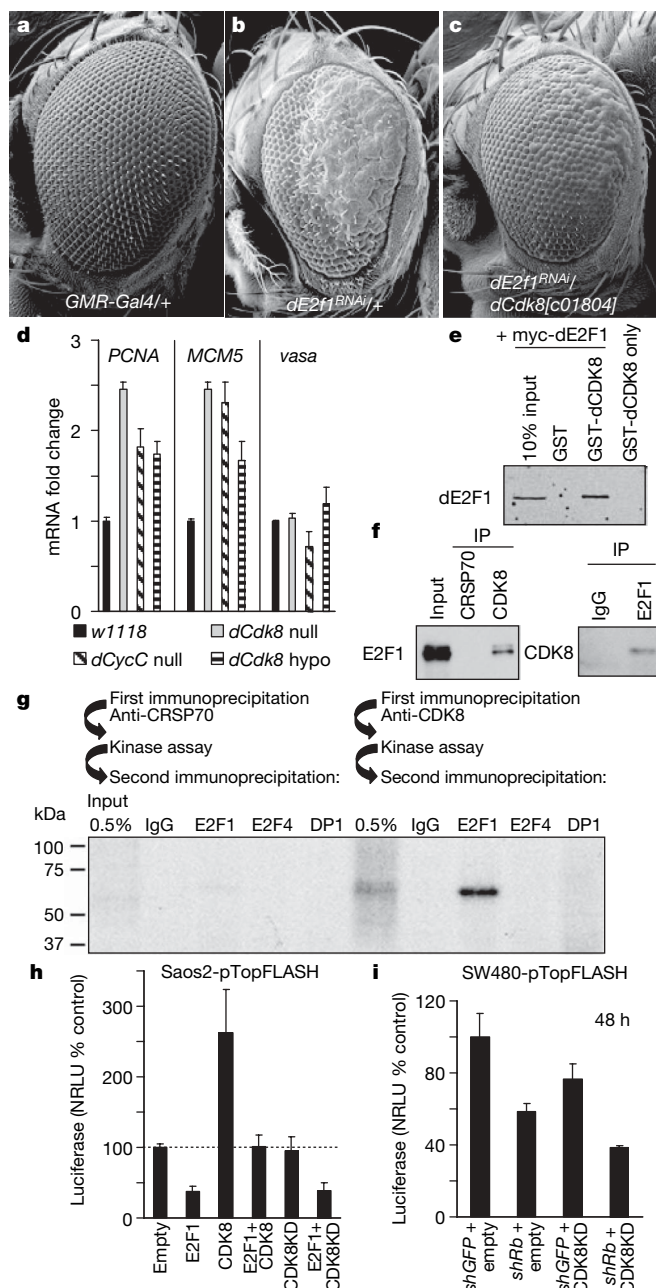 a
b
c
GMR-Gal4/+
dE2f1RNAi/+
dE2f1RNAi/
dCdk8[c01804]
d
3
2
1
0
mRNA fold change
PCNA
MCM5
vasa
w1118
dCdk8 null
dCycC null
dCdk8 hypo
e
+ myc-dE2F1
10% input
GST
GST-dCDK8
GST-dCDK8 only
dE2F1
f
IP
Input
CRSP70
CDK8
E2F1
IP
IgG
E2F1
CDK8
g
First immunoprecipitation
Anti-CRSP70
Kinase assay
Second immunoprecipitation:
First immunoprecipitation
Anti-CDK8
Kinase assay
Second immunoprecipitation:
Input
kDa
0.5% IgG E2F1 E2F4 DP1 0.5% IgG E2F1 E2F4 DP1
100
75
50
37
h
Saos2-pTopFLASH
Luciferase (NRLU % control)
300
200
100
0
Empty
E2F1
CDK8
E2F1+
CDK8
CDK8KD
E2F1+
CDK8KD
i
SW480-pTopFLASH
48 h
Luciferase (NRLU % control)
120
80
40
0
shGFP +
empty
shRb +
empty
shGFP +
CDK8KD
shRb +
CDK8KD